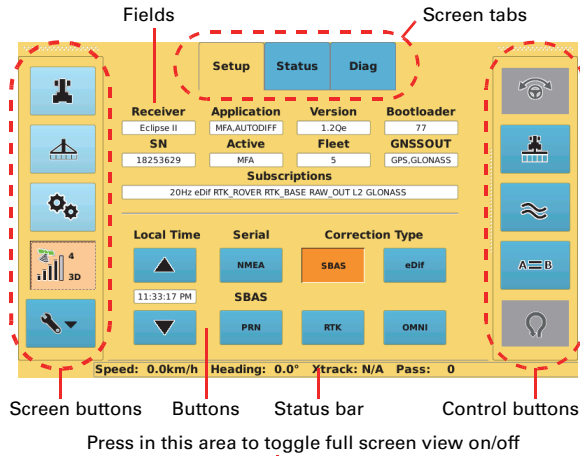 Fields
Screen tabs
Setup Status Diag
Receiver Application Version Bootloader
Eclipse II MFA,AUTODIFF 1.2Qe 77
SN Active Fleet GNSSOUT
18253629 MFA 5 GPS,GLONASS
Subscriptions
20Hz eDif RTK_ROVER RTK_BASE RAW_OUT L2 GLONASS
4
3D
Local Time Serial Correction Type
NMEA SBAS eDif
A B
11:33:17 PM SBAS
PRN RTK OMNI
Speed: 0.0km/h Heading: 0.0° Xtrack: N/A Pass: 0
Screen buttons Buttons Status bar Control buttons
Press in this area to toggle full screen view on/off